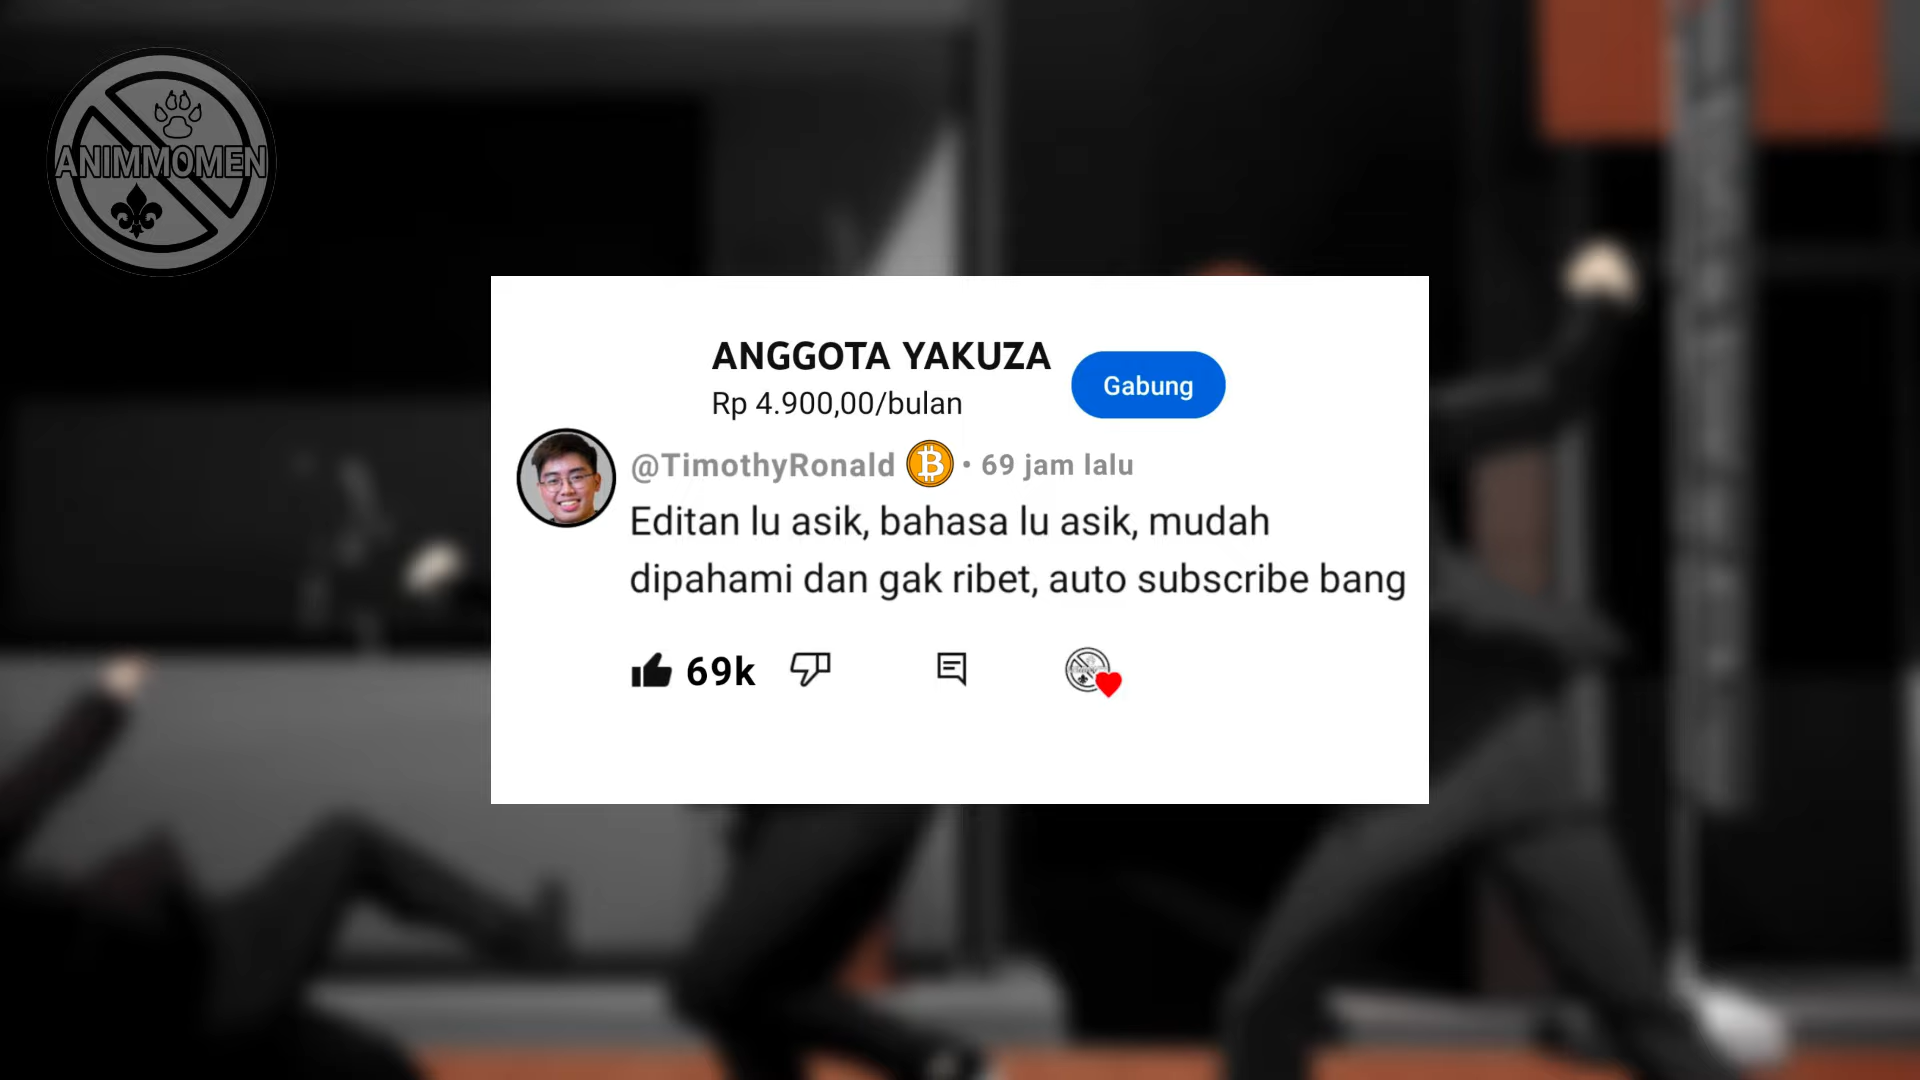 ANIMMOMEN
ANGGOTA YAKUZA
Rp 4.900,00/bulan
Gabung
@TimothyRonald • 69 jam lalu
Editan lu asik, bahasa lu asik, mudah
dipahami dan gak ribet, auto subscribe bang
69k